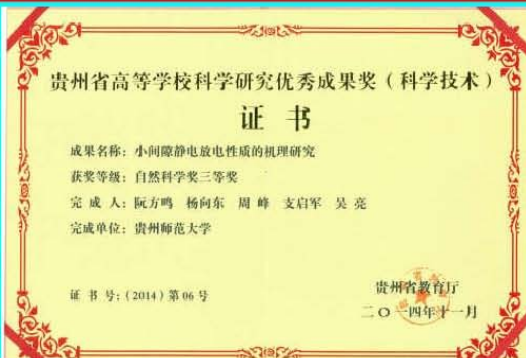 贵州省高等学校科学研究优秀成果奖（科学技术）
证 书
成果名称：小间隙静电放电性质的机理研究
获奖等级：自然科学奖三等奖
完 成 人：阮方鸣 杨向东 周 峰 支启军 吴 亮
完成单位：贵州师范大学
证 书 号：（2014）第 06 号
贵州省教育厅
二〇一四年十一月